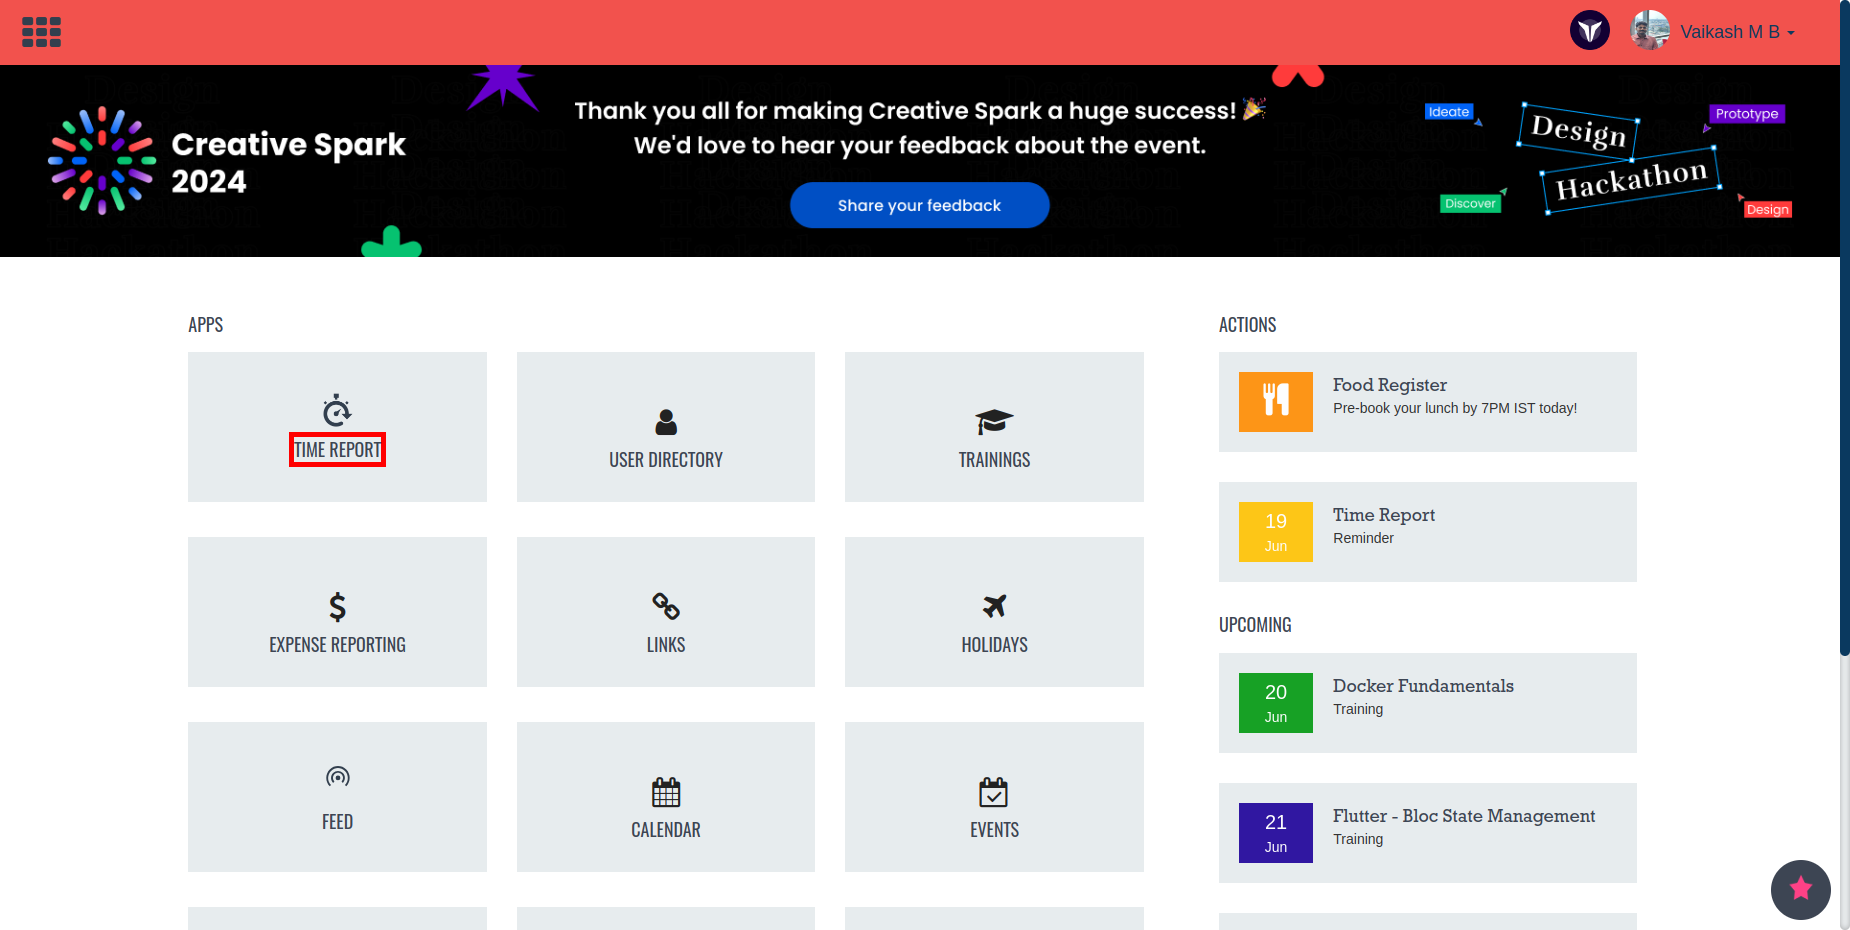 Vaikash M B
Creative Spark
2024
Thank you all for making Creative Spark a huge success! 🎉
We'd love to hear your feedback about the event.
Share your feedback
Ideate
Prototype
Design
Hackathon
Discover
Design
APPS
TIME REPORT
USER DIRECTORY
TRAININGS
EXPENSE REPORTING
LINKS
HOLIDAYS
FEED
CALENDAR
EVENTS
ACTIONS
Food Register
Pre-book your lunch by 7PM IST today!
19
Jun
Time Report
Reminder
UPCOMING
20
Jun
Docker Fundamentals
Training
21
Jun
Flutter - Bloc State Management
Training